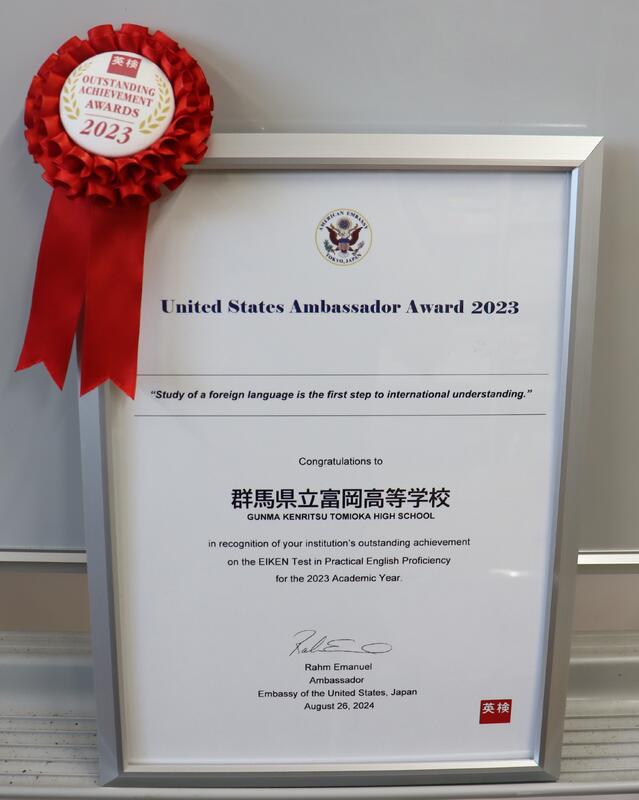 英検
OUTSTANDING
ACHIEVEMENT
AWARDS
2023
AMERICAN EMBASSY
TOKYO, JAPAN
United States Ambassador Award 2023
“Study of a foreign language is the first step to international understanding.”
Congratulations to
群馬県立富岡高等学校
GUNMA KENRITSU TOMIOKA HIGH SCHOOL
in recognition of your institution's outstanding achievement
on the EIKEN Test in Practical English Proficiency
for the 2023 Academic Year.
Rahm Emanuel
Ambassador
Embassy of the United States, Japan
August 26, 2024
英検